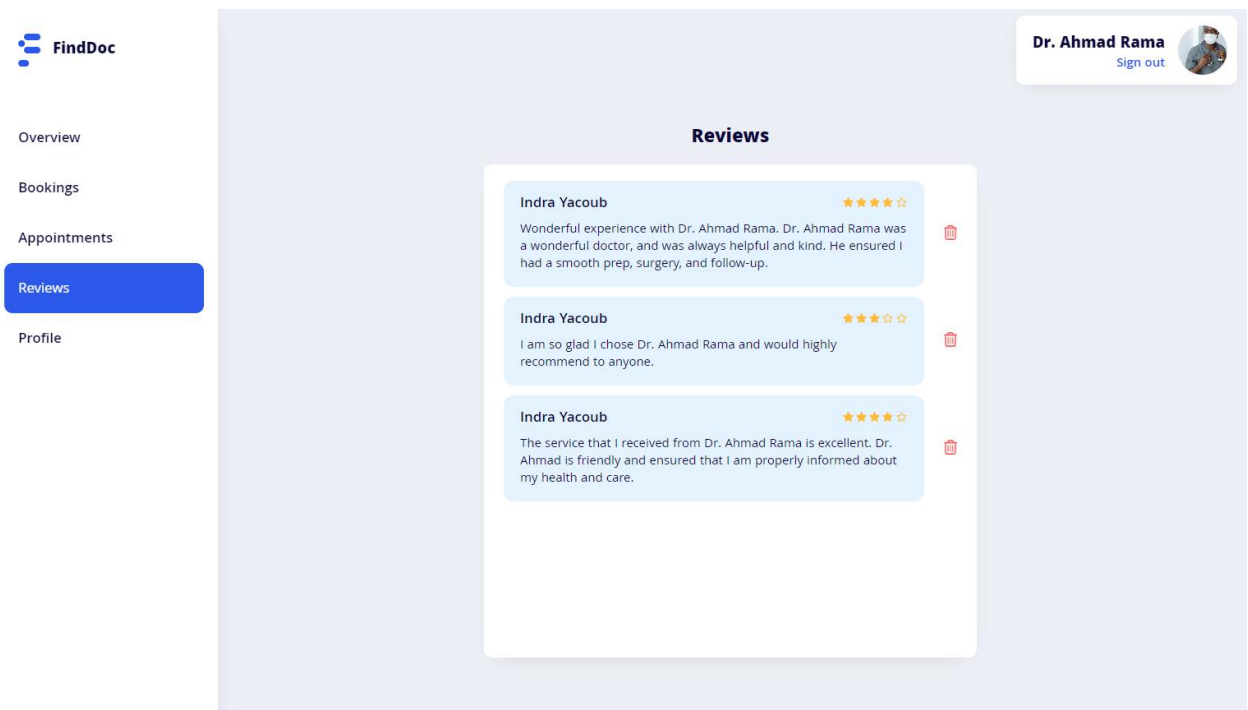 FindDoc
Dr. Ahmad Rama
Sign out
Overview
Bookings
Appointments
Reviews
Profile
Reviews
Indra Yacoub
Wonderful experience with Dr. Ahmad Rama. Dr. Ahmad Rama was
a wonderful doctor, and was always helpful and kind. He ensured I
had a smooth prep, surgery, and follow-up.
Indra Yacoub
I am so glad I chose Dr. Ahmad Rama and would highly
recommend to anyone.
Indra Yacoub
The service that I received from Dr. Ahmad Rama is excellent. Dr.
Ahmad is friendly and ensured that I am properly informed about
my health and care.